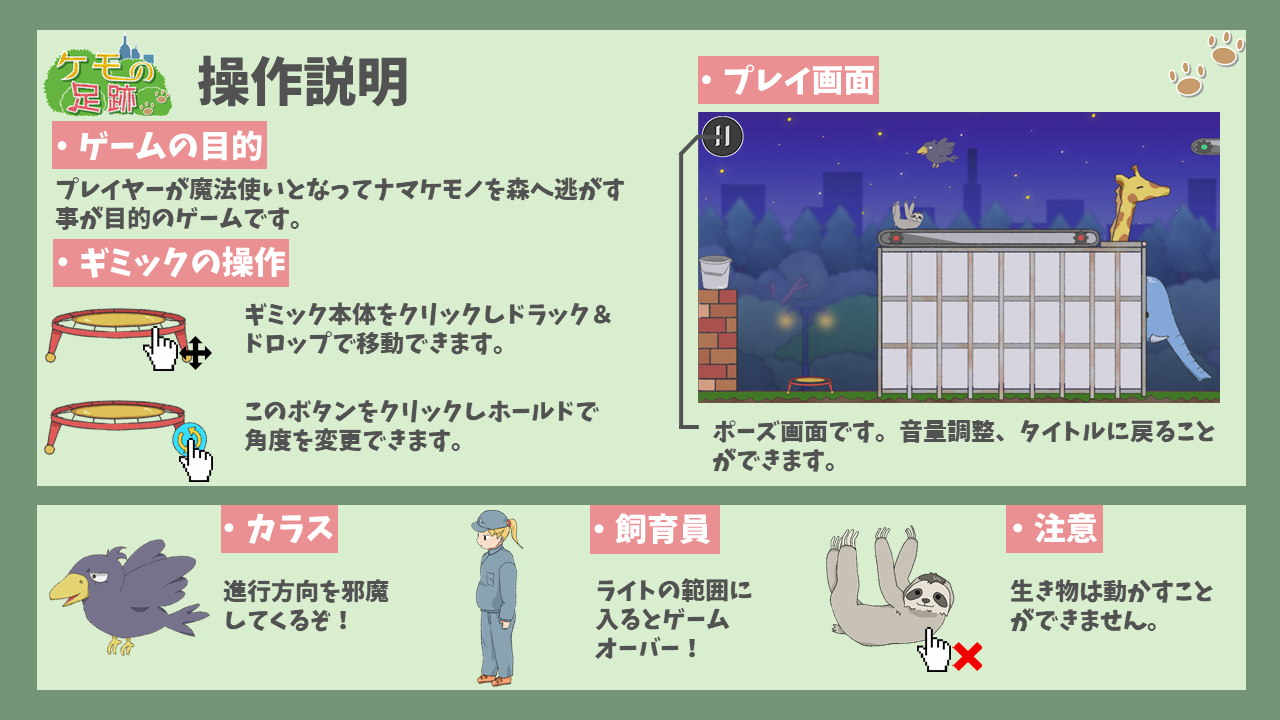 ケモの
足跡
操作説明
・ゲームの目的
プレイヤーが魔法使いとなってナマケモノを森へ逃がす
事が目的のゲームです。
・ギミックの操作
ギミック本体をクリックしドラック＆
ドロップで移動できます。
このボタンをクリックしホールドで
角度を変更できます。
・プレイ画面
ポーズ画面です。音量調整、タイトルに戻ること
ができます。
・カラス
進行方向を邪魔
してくるぞ！
・飼育員
ライトの範囲に
入るとゲーム
オーバー！
・注意
生き物は動かすこと
ができません。